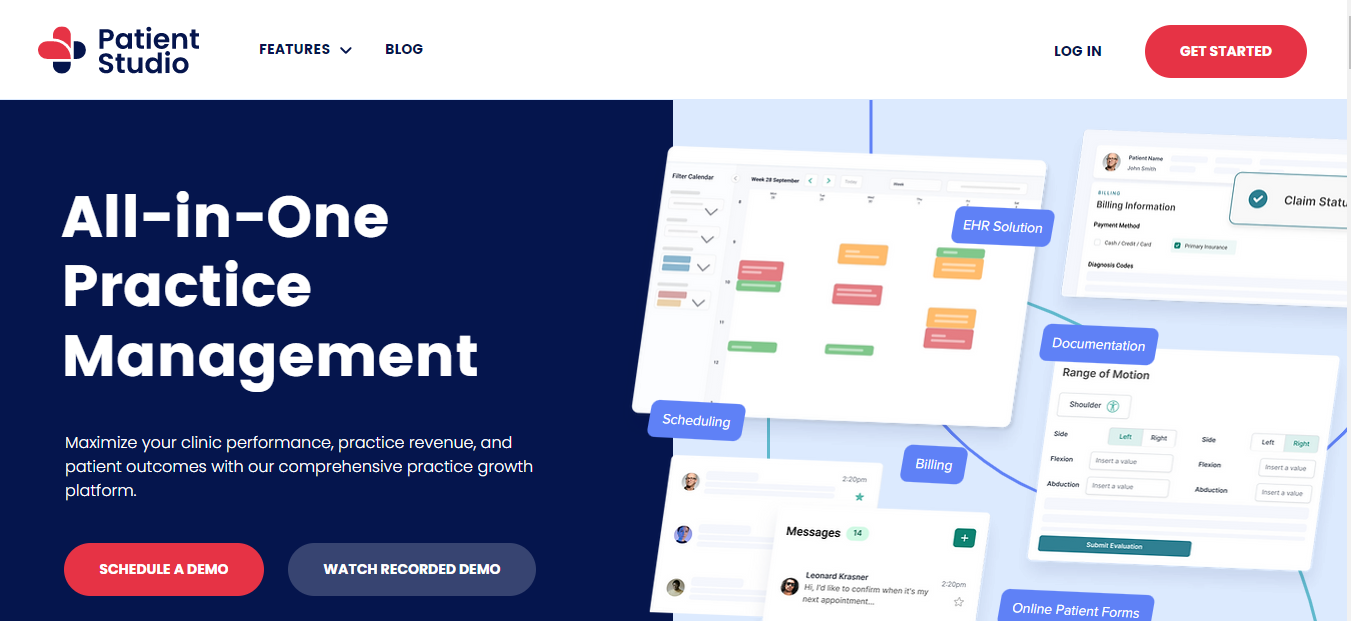 Patient
Studio
FEATURES
BLOG
LOG IN
GET STARTED
All-in-One
Practice
Management
Maximize your clinic performance, practice revenue, and
patient outcomes with our comprehensive practice growth
platform.
SCHEDULE A DEMO
WATCH RECORDED DEMO
Filter Calendar
Week 28 September
Today
Week
9
10
11
12
EHR Solution
Scheduling
Patient Name
John Smith
BILLING
Billing Information
Payment Method
Cash / Credit / Card
Primary Insurance
Diagnosis Codes
Claim Statu
Documentation
Range of Motion
Shoulder
Side
Left
Right
Side
Left
Right
Flexion
Insert a value
Flexion
Insert a value
Abduction
Insert a value
Abduction
Insert a value
Submit Evaluation
Billing
2:20pm
Messages 14
+
Leonard Krasner
2:20pm
Hi, I'd like to confirm when it's my
next appointment...
Online Patient Forms